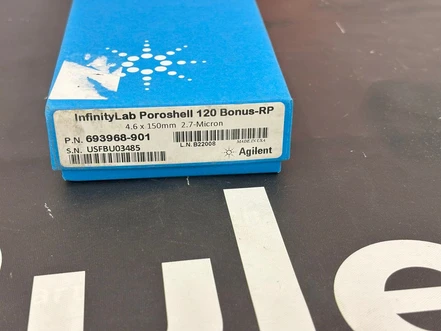 InfinityLab Poroshell 120 Bonus-RP
4.6 x 150mm 2.7-Micron
P.N. 693968-901
L.N. B22008 MADE IN USA
S.N. USFBU03485
Agilent
ule